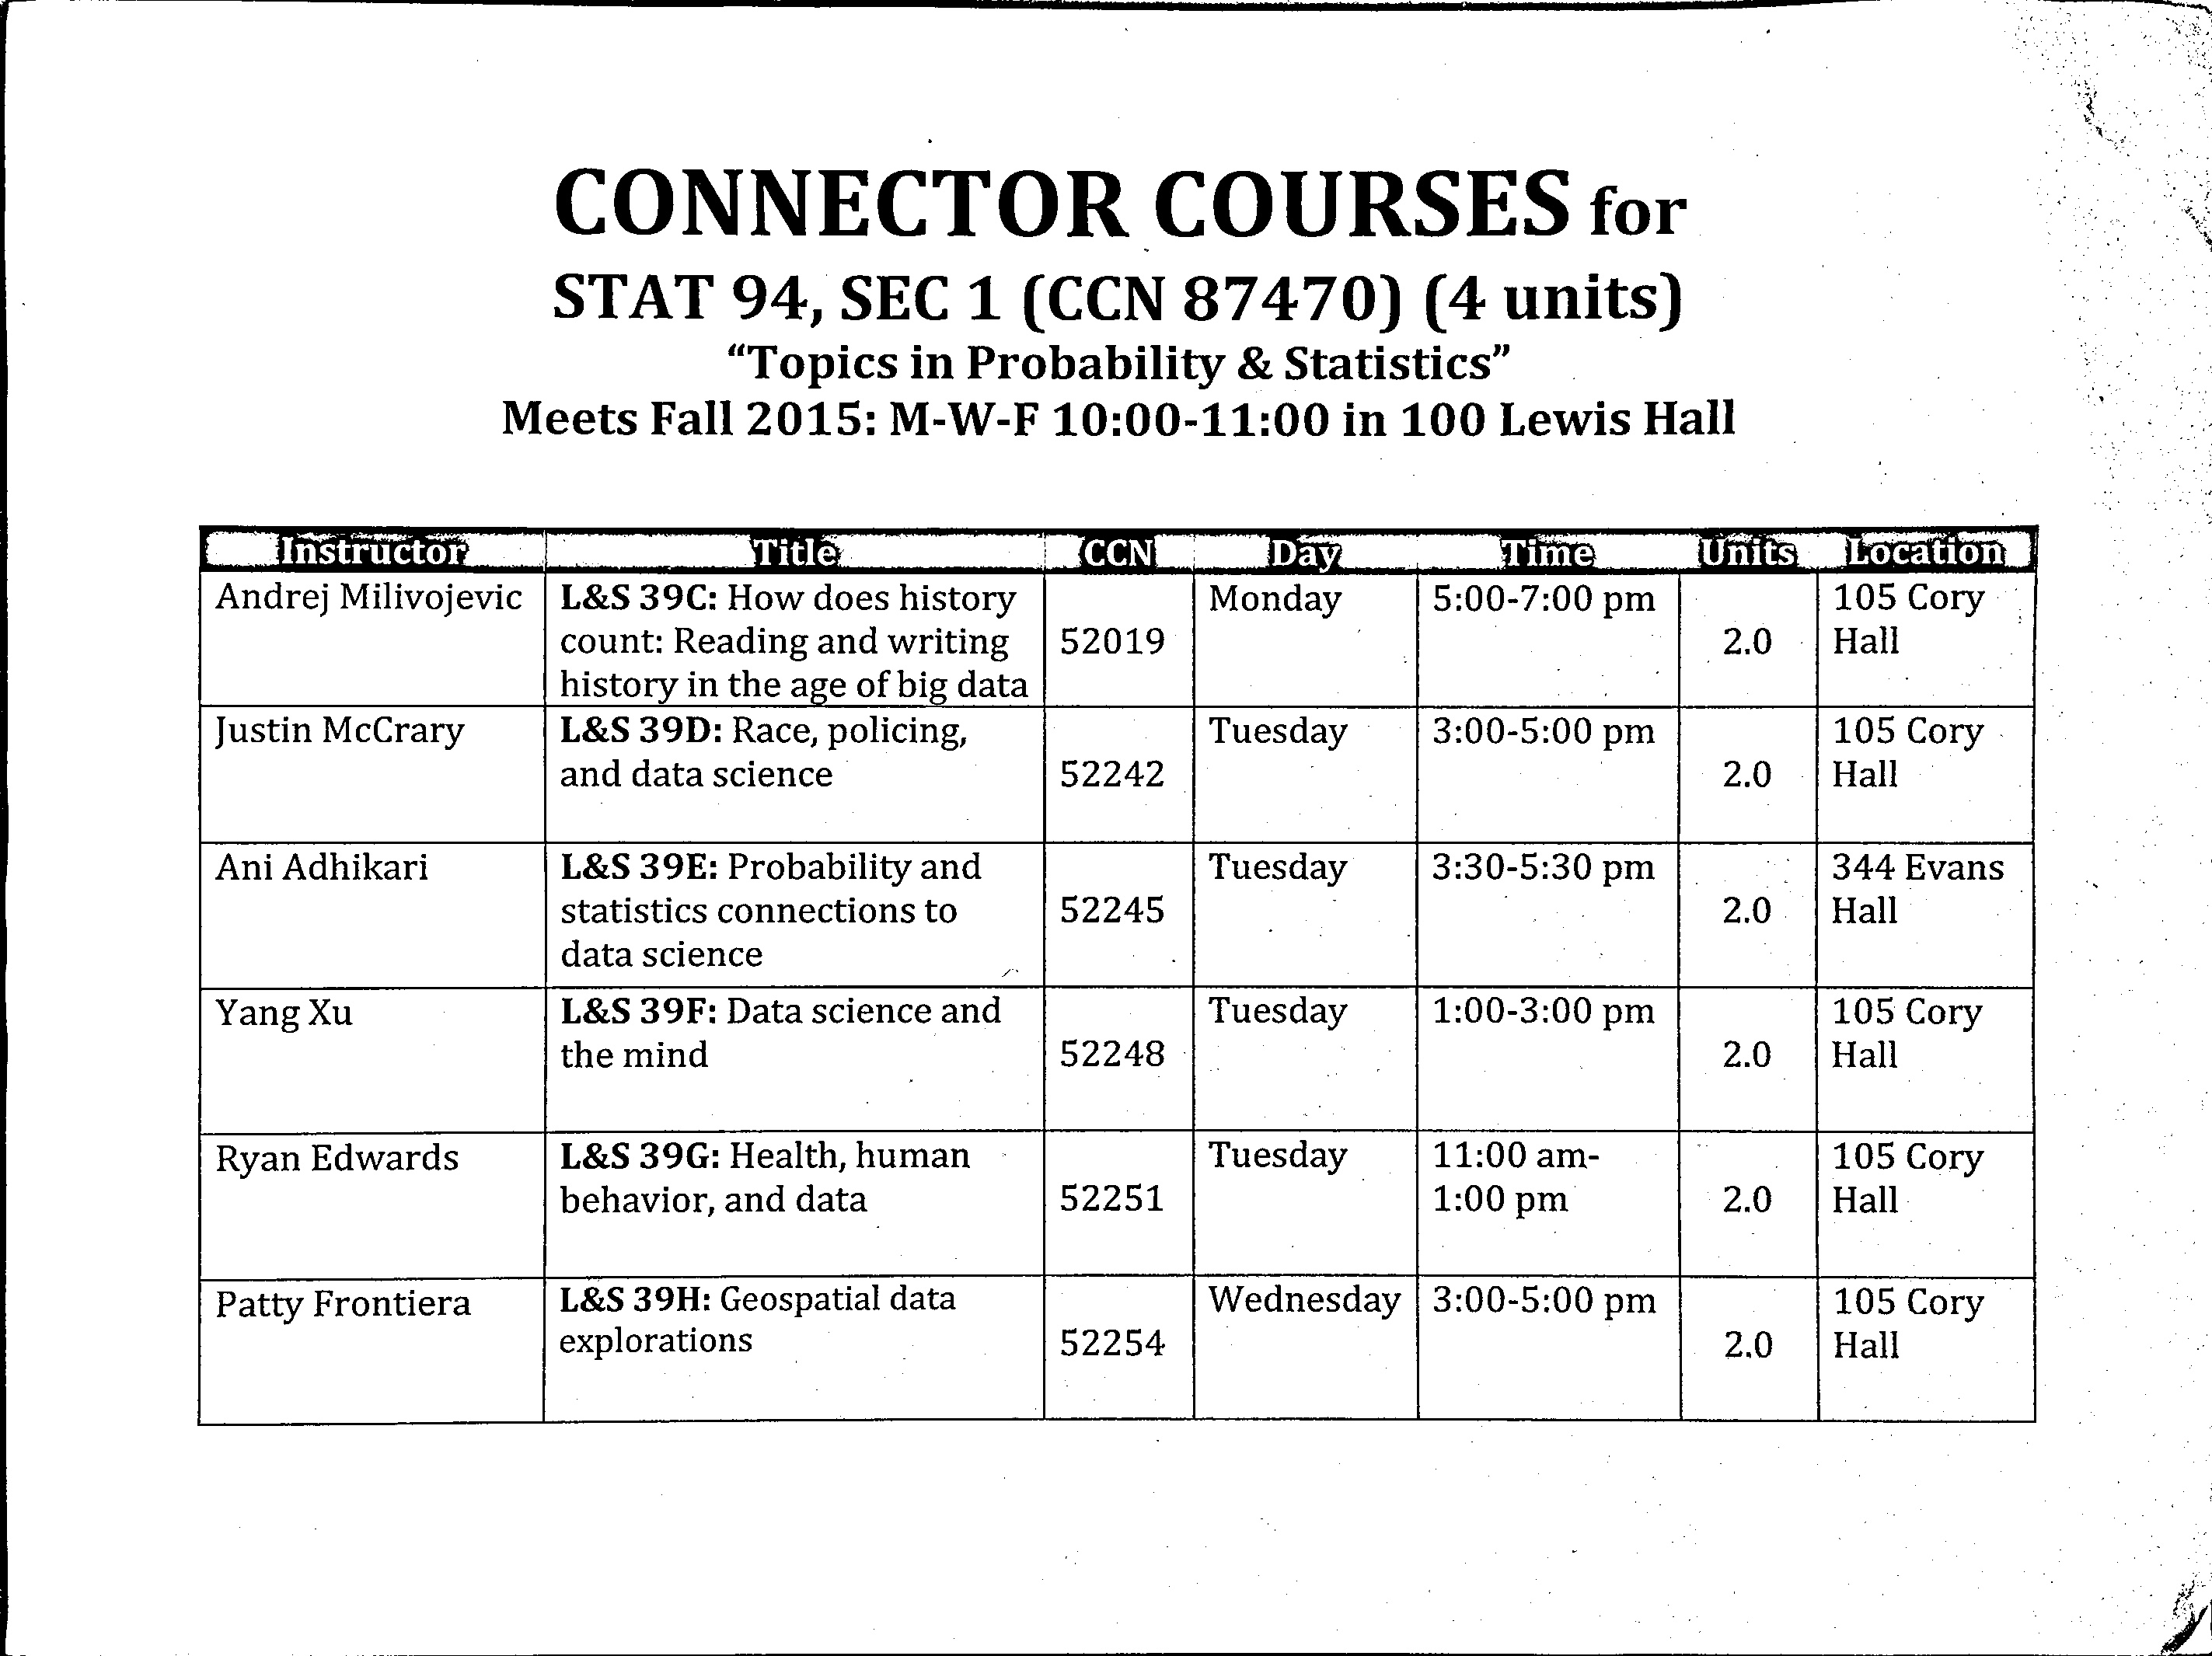 CONNECTOR COURSES for
STAT 94, SEC 1 (CCN 87470) (4 units)
“Topics in Probability & Statistics”
Meets Fall 2015: M-W-F 10:00-11:00 in 100 Lewis Hall
Instructor Title CCN Day Time Units Location
Andrej Milivojevic L&S 39C: How does history Monday 5:00-7:00 pm 105 Cory
count: Reading and writing 52019 2.0 Hall
history in the age of big data
Justin McCrary L&S 39D: Race, policing, Tuesday 3:00-5:00 pm 105 Cory
and data science 52242 2.0 Hall
Ani Adhikari L&S 39E: Probability and Tuesday 3:30-5:30 pm 344 Evans
statistics connections to 52245 2.0 Hall
data science
Yang Xu L&S 39F: Data science and Tuesday 1:00-3:00 pm 105 Cory
the mind 52248 2.0 Hall
Ryan Edwards L&S 39G: Health, human Tuesday 11:00 am- 105 Cory
behavior, and data 52251 1:00 pm 2.0 Hall
Patty Frontiera L&S 39H: Geospatial data Wednesday 3:00-5:00 pm 105 Cory
explorations 52254 2.0 Hall